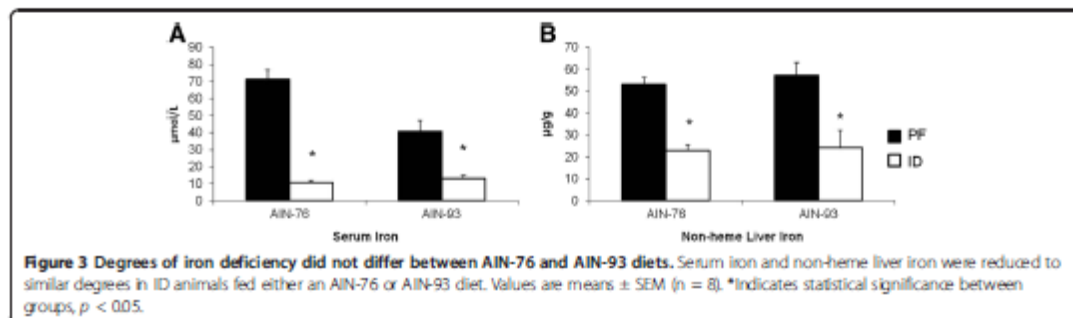 A
B
90
80
70
60
50
40
30
20
10
0
µmol/L
AIN-76
AIN-93
Serum Iron
70
60
50
40
30
20
10
0
µg/g
AIN-76
AIN-93
Non-heme Liver Iron
*
*
*
*
PF
ID
Figure 3 Degrees of iron deficiency did not differ between AIN-76 and AIN-93 diets. Serum iron and non-heme liver iron were reduced to
similar degrees in ID animals fed either an AIN-76 or AIN-93 diet. Values are means ± SEM (n = 8). *Indicates statistical significance between
groups, p < 0.05.